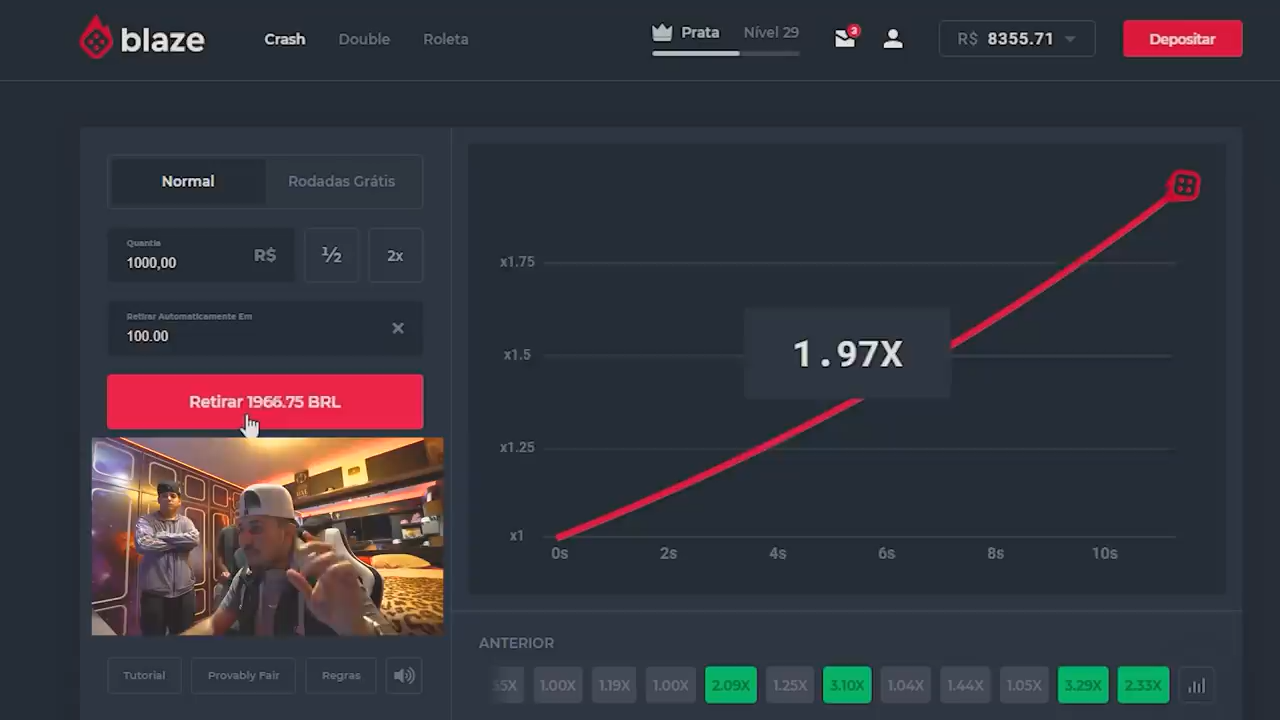 blaze
Crash
Double
Roleta
Prata
Nível 29
3
R$ 8355.71
Depositar
Normal
Rodadas Grátis
Quantia
1000,00
R$
½
2x
Retirar Automaticamente Em
100.00
Retirar 1966.75 BRL
x1.75
x1.5
x1.25
x1
1.97X
0s
2s
4s
6s
8s
10s
Tutorial
Provably Fair
Regras
ANTERIOR
1.00X
1.19X
1.00X
2.09X
1.25X
3.10X
1.04X
1.44X
1.05X
3.29X
2.33X